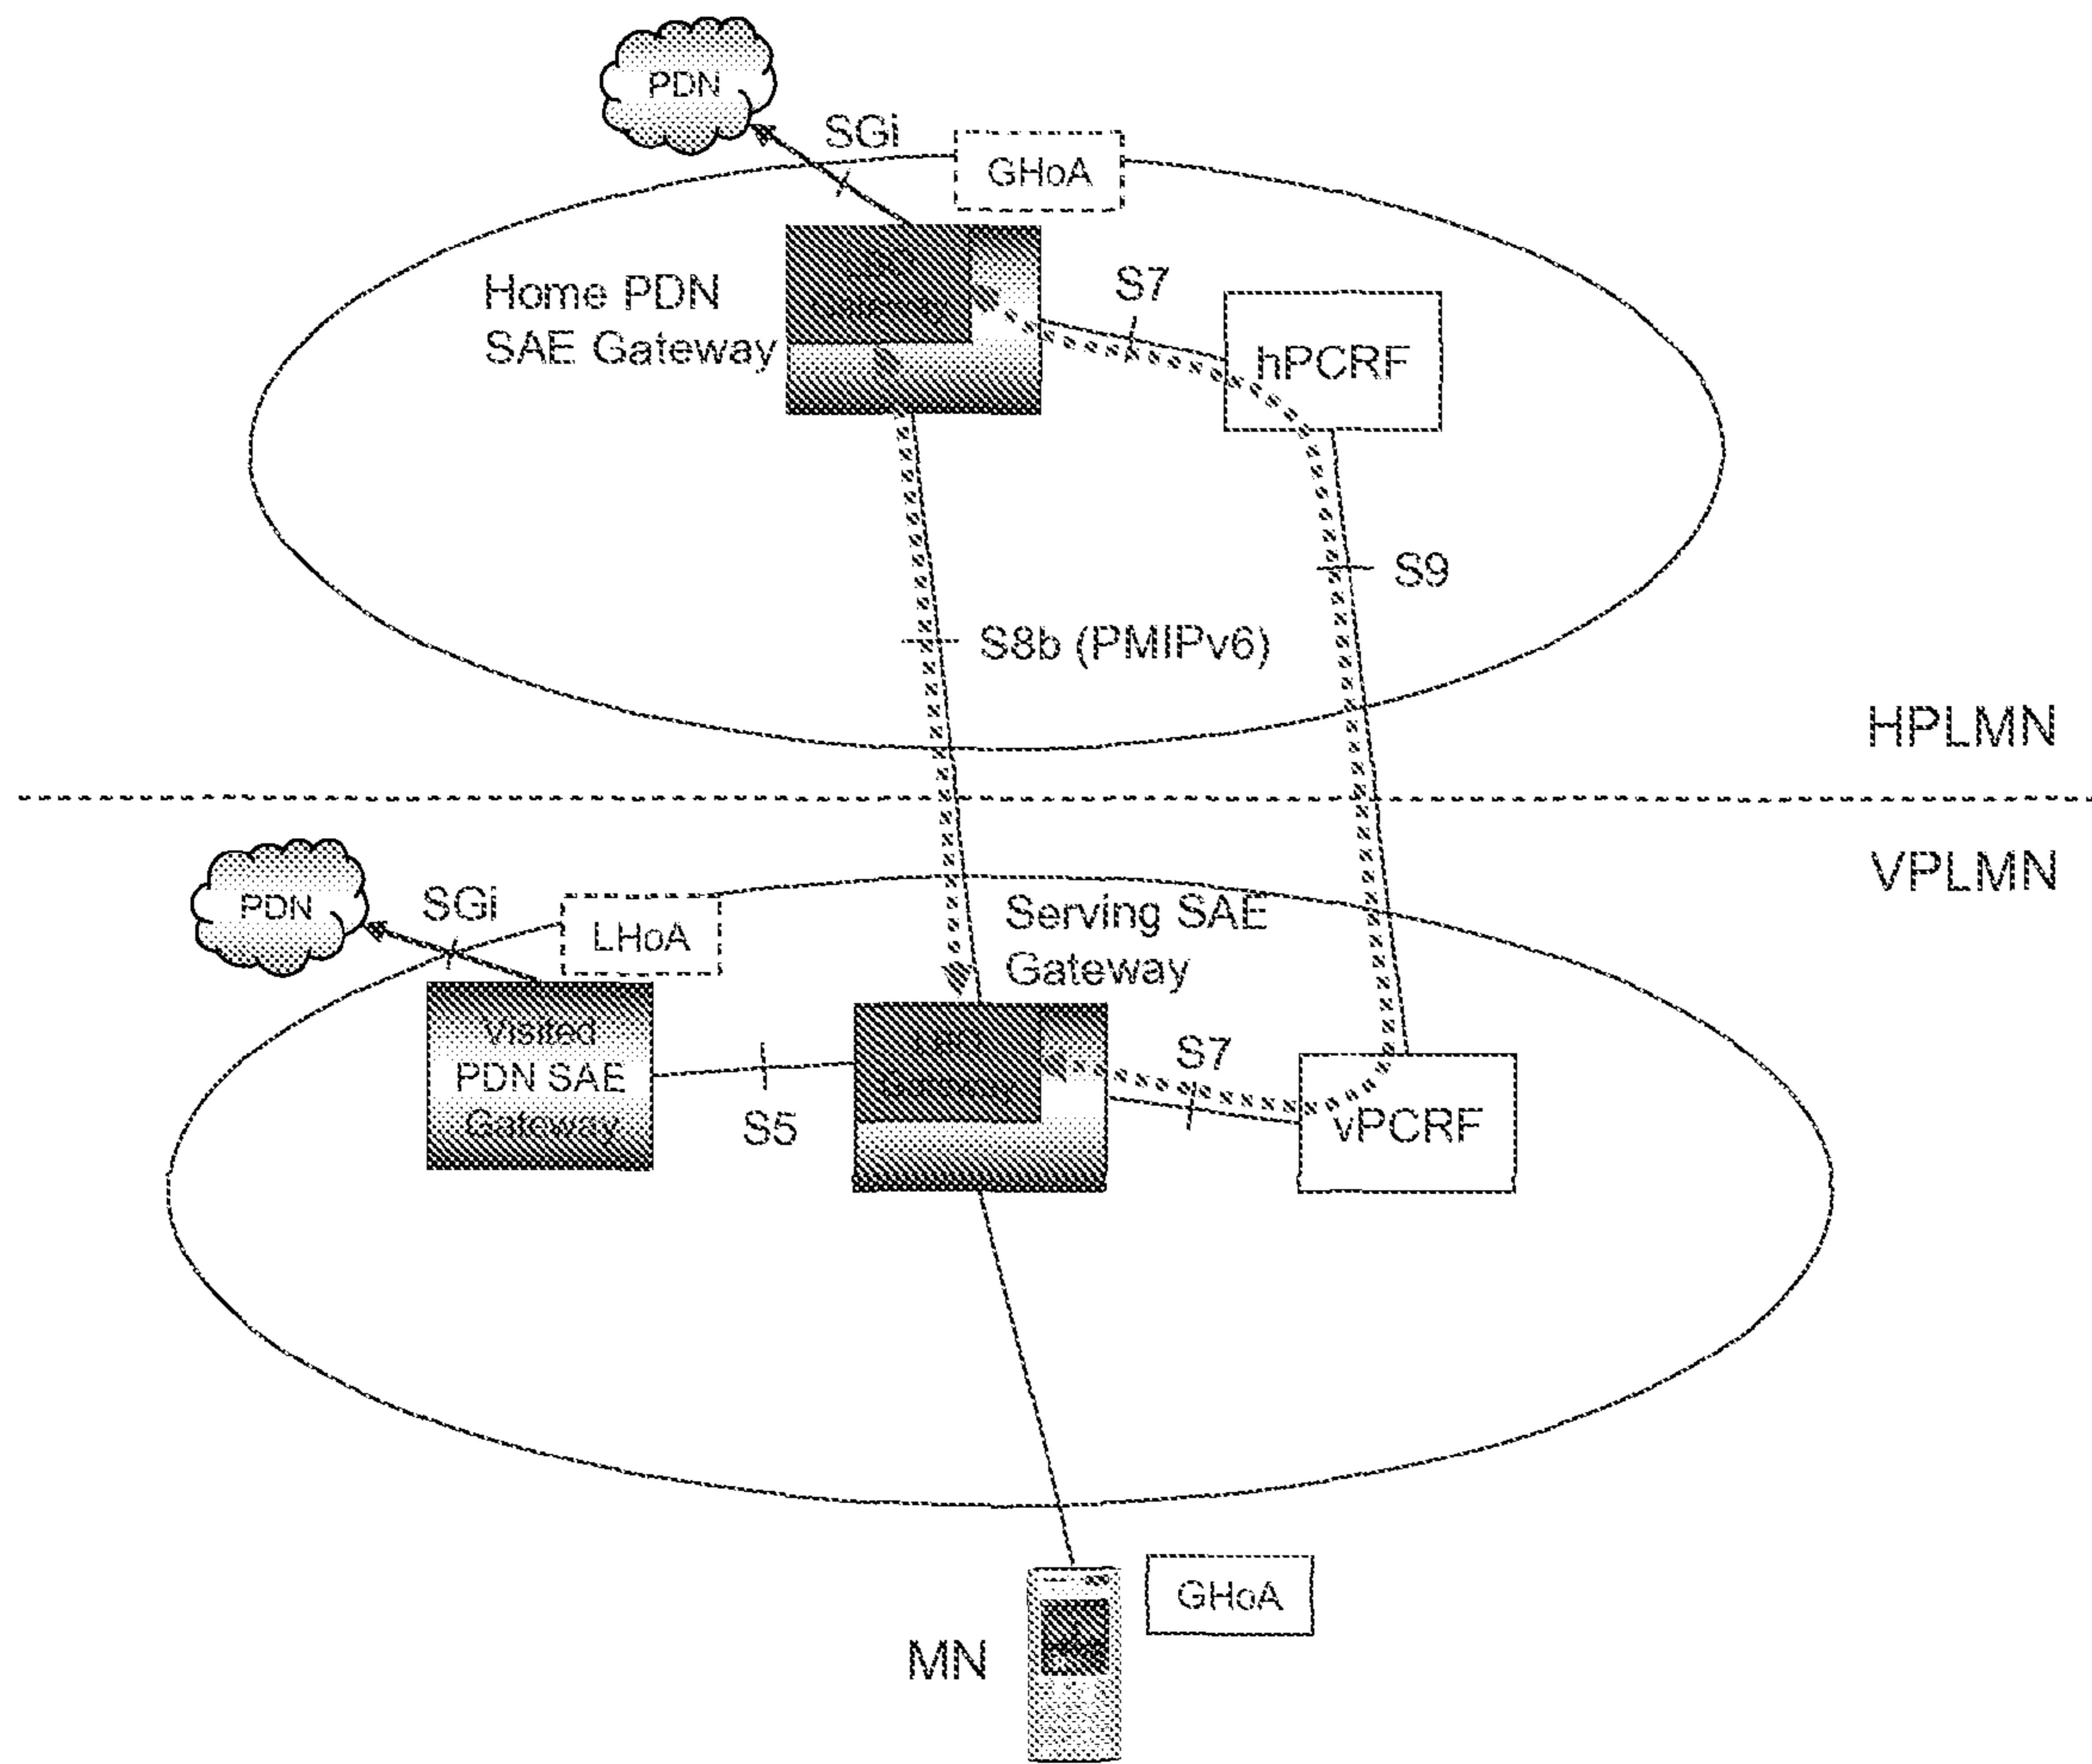 PDN
SGi
GHoA
Home PDN
SAE Gateway
S7
hPCRF
S9
S8b (PMIPv6)
HPLMN
VPLMN
PDN
SGi
LHoA
Serving SAE
Gateway
Visited
PDN SAE
Gateway
S5
S7
vPCRF
GHoA
MN